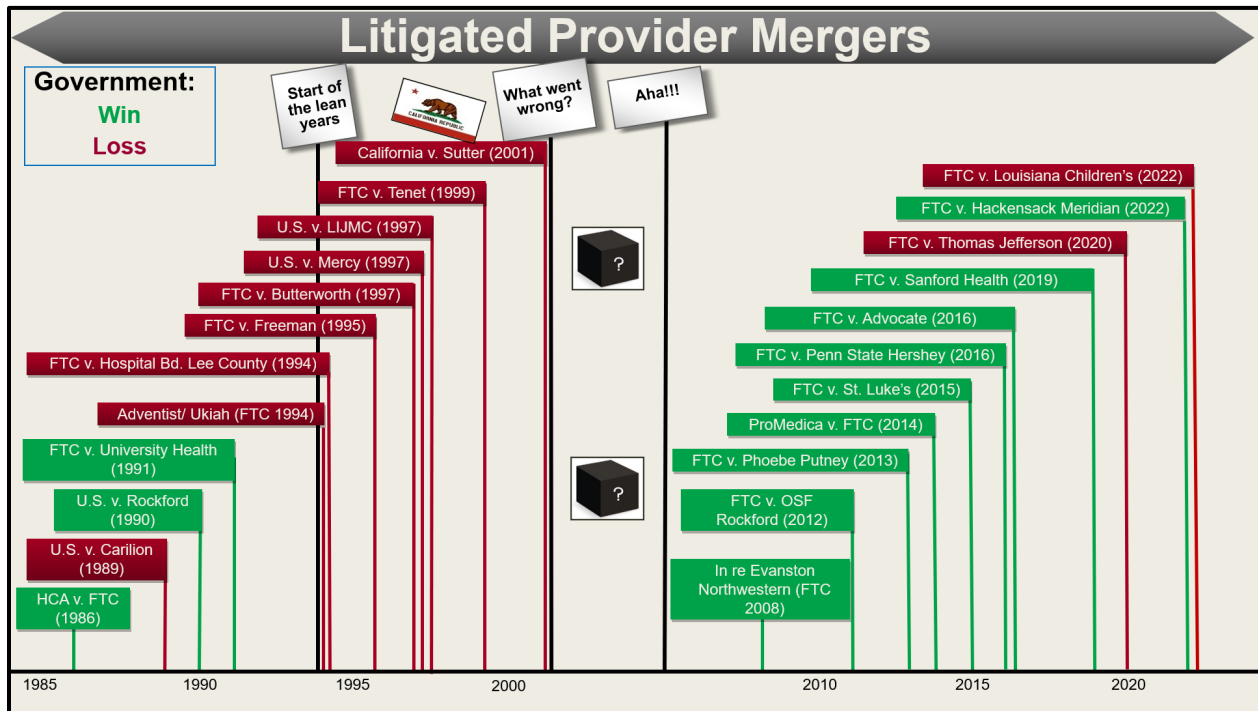 Litigated Provider Mergers
Government:
Win
Loss
Start of
the lean
years
CALIFORNIA REPUBLIC
What went
wrong?
Aha!!!
California v. Sutter (2001)
FTC v. Tenet (1999)
U.S. v. LIJMC (1997)
U.S. v. Mercy (1997)
FTC v. Butterworth (1997)
FTC v. Freeman (1995)
FTC v. Hospital Bd. Lee County (1994)
Adventist/ Ukiah (FTC 1994)
FTC v. University Health
(1991)
U.S. v. Rockford
(1990)
U.S. v. Carilion
(1989)
HCA v. FTC
(1986)
?
?
FTC v. Louisiana Children’s (2022)
FTC v. Hackensack Meridian (2022)
FTC v. Thomas Jefferson (2020)
FTC v. Sanford Health (2019)
FTC v. Advocate (2016)
FTC v. Penn State Hershey (2016)
FTC v. St. Luke’s (2015)
ProMedica v. FTC (2014)
FTC v. Phoebe Putney (2013)
FTC v. OSF
Rockford (2012)
In re Evanston
Northwestern (FTC
2008)
1985
1990
1995
2000
2010
2015
2020